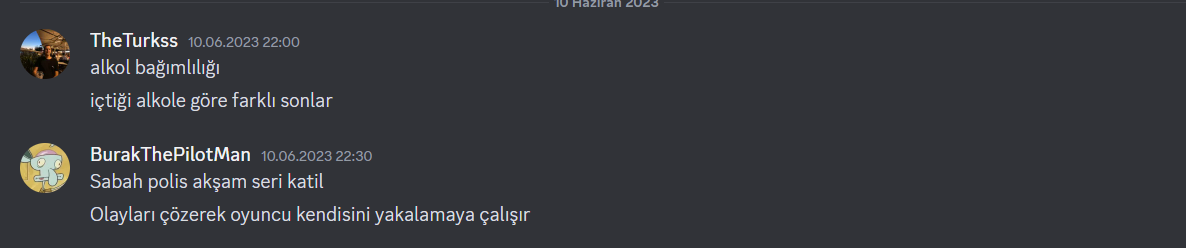 10 Haziran 2023
TheTurkss 10.06.2023 22:00
alkol bağımlılığı
içtiği alkole göre farklı sonlar
BurakThePilotMan 10.06.2023 22:30
Sabah polis akşam seri katil
Olayları çözerek oyuncu kendisini yakalamaya çalışır